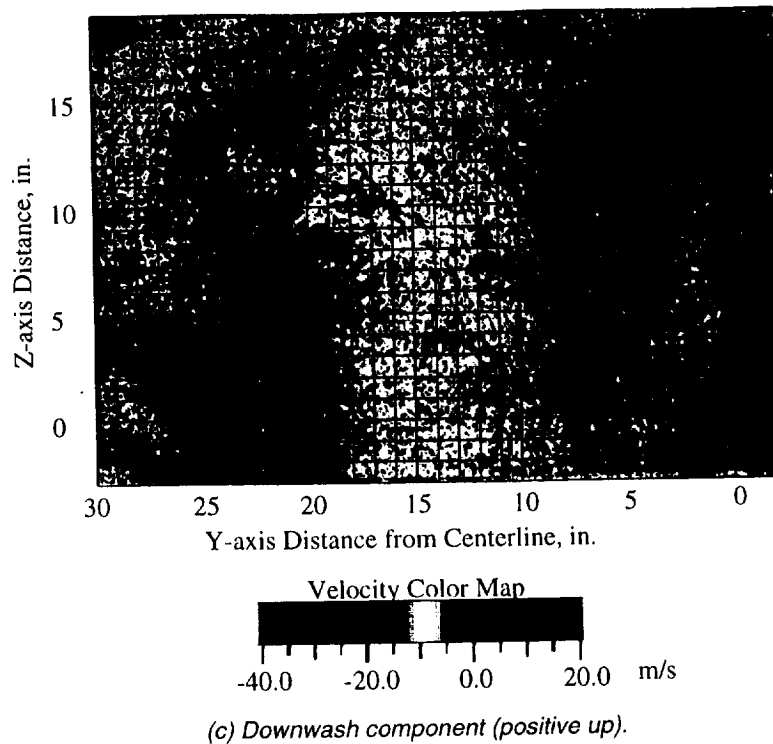 15
10
5
0
Z-axis Distance, in.
30 25 20 15 10 5 0
Y-axis Distance from Centerline, in.
Velocity Color Map
-40.0 -20.0 0.0 20.0 m/s
(c) Downwash component (positive up).